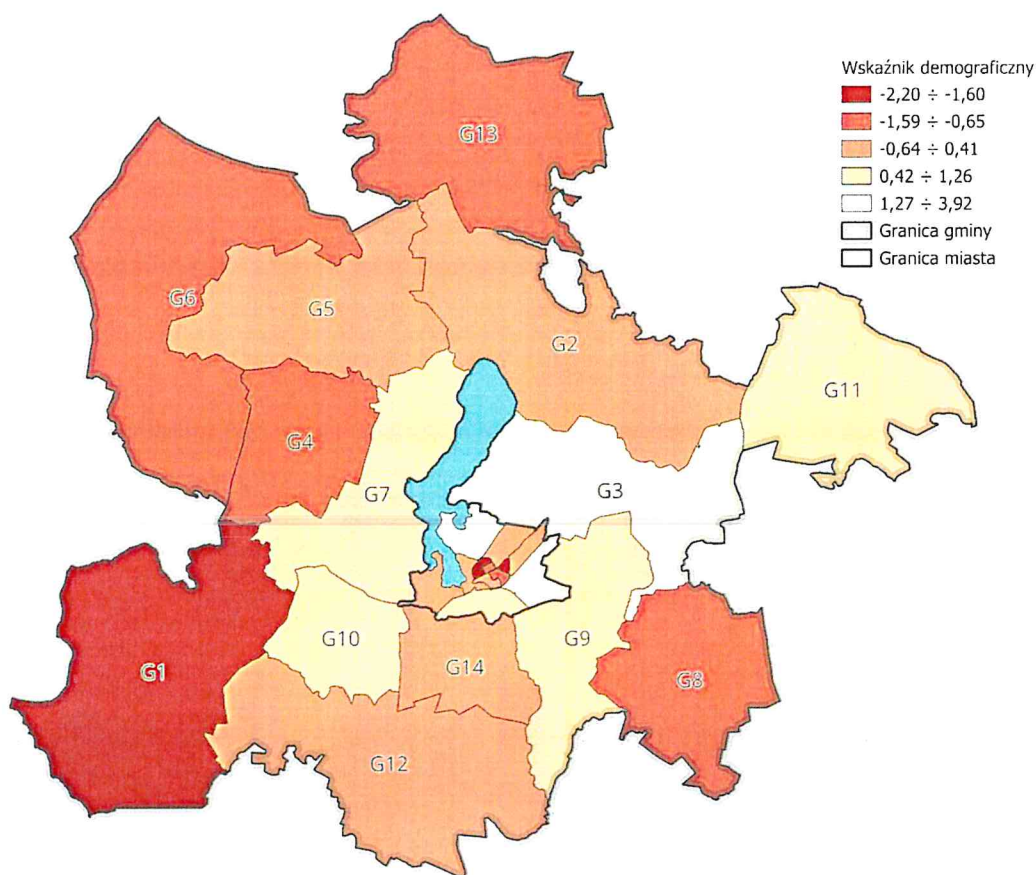 Wskaźnik demograficzny
-2,20 ÷ -1,60
-1,59 ÷ -0,65
-0,64 ÷ 0,41
0,42 ÷ 1,26
1,27 ÷ 3,92
Granica gminy
Granica miasta
G13
G6
G5
G2
G11
G4
G7
G3
G10
G9
G1
G14
G8
G12